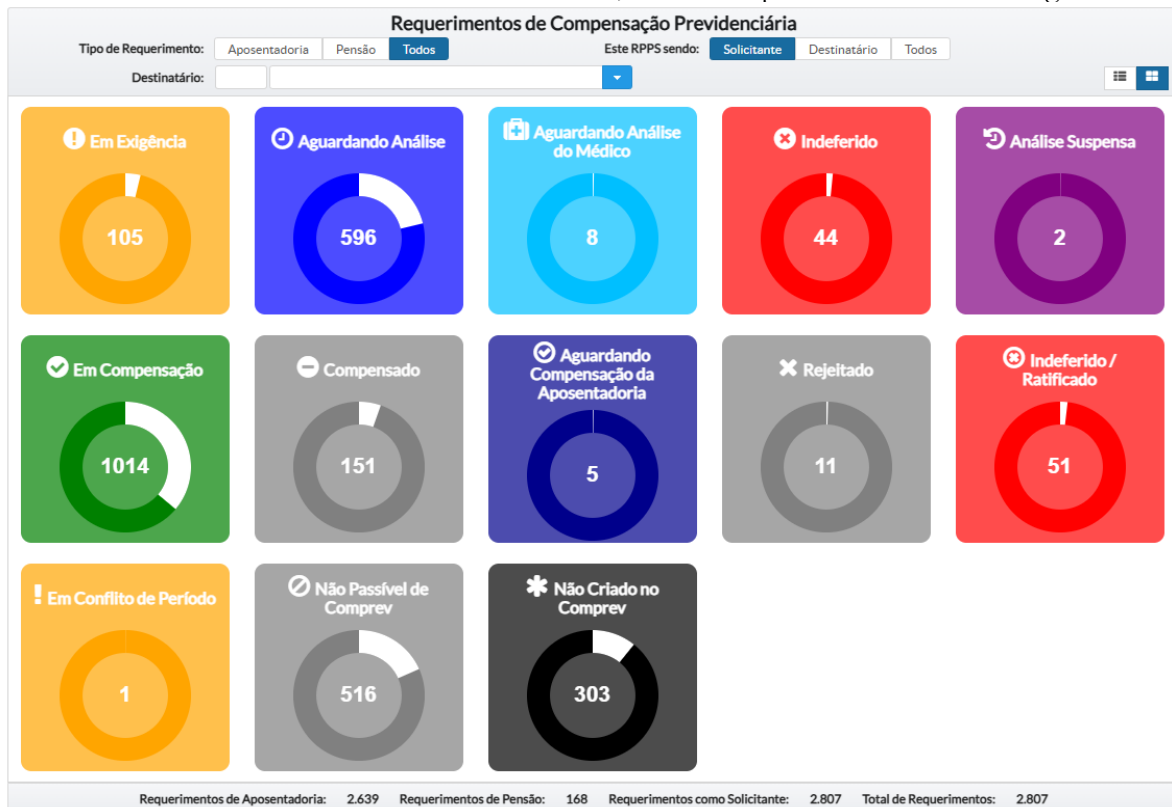 Requerimentos de Compensação Previdenciária
Tipo de Requerimento: Aposentadoria Pensão Todos Este RPPS sendo: Solicitante Destinatário Todos
Destinatário:
Em Exigência
105
Aguardando Análise
596
Aguardando Análise
do Médico
8
Indeferido
44
Análise Suspensa
2
Em Compensação
1014
Compensado
151
Aguardando
Compensação da
Aposentadoria
5
Rejeitado
11
Indeferido /
Ratificado
51
Em Conflito de Período
1
Não Passível de
Comprev
516
Não Criado no
Comprev
303
Requerimentos de Aposentadoria: 2.639 Requerimentos de Pensão: 168 Requerimentos como Solicitante: 2.807 Total de Requerimentos: 2.807